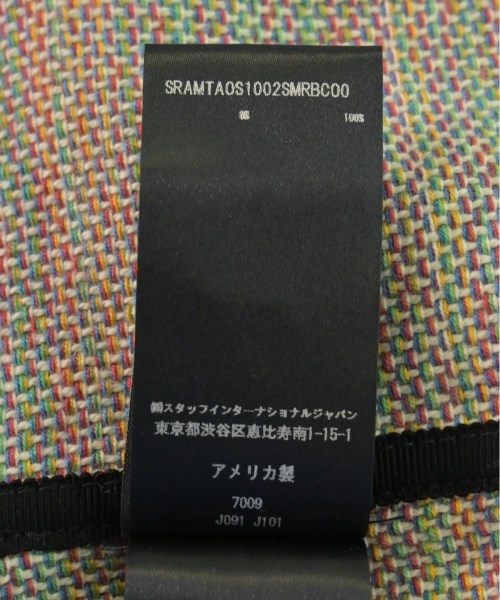 SRAMTAOS1002SMRBC00
綿 100%
㈱スタッフインターナショナルジャパン
東京都渋谷区恵比寿南1-15-1
アメリカ製
7009
J091 J101